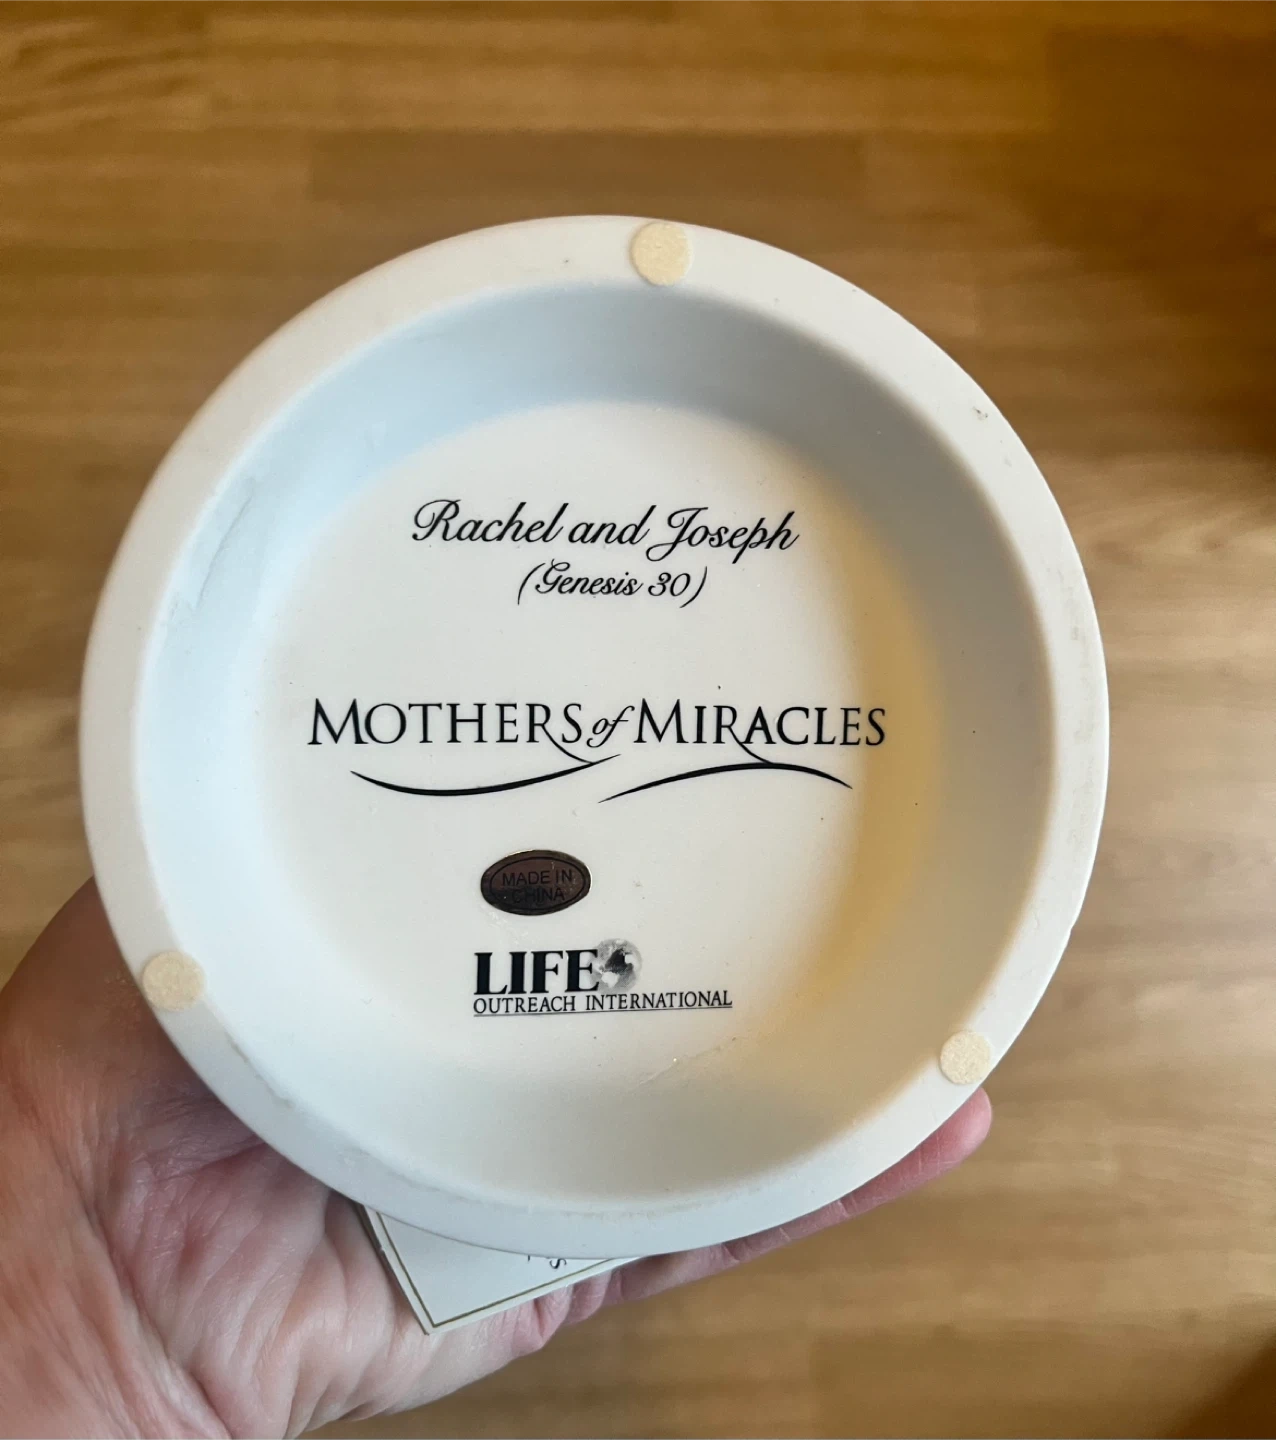 Rachel and Joseph
(Genesis 30)
MOTHERS of MIRACLES
MADE IN
CHINA
LIFE
OUTREACH INTERNATIONAL